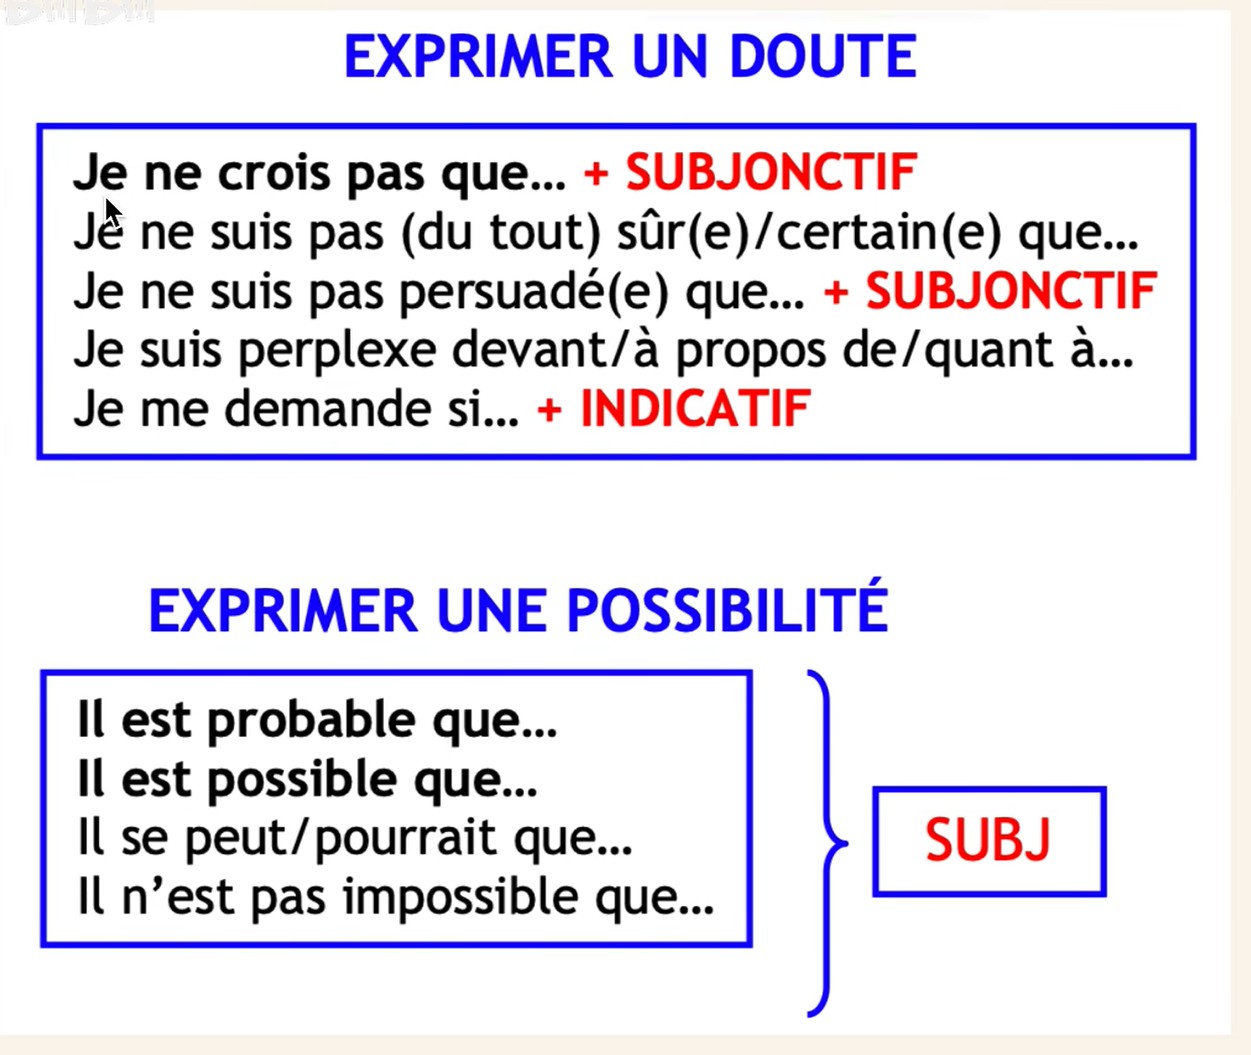 EXPRIMER UN DOUTE
Je ne crois pas que... + SUBJONCTIF
Je ne suis pas (du tout) sûr(e)/certain(e) que...
Je ne suis pas persuadé(e) que... + SUBJONCTIF
Je suis perplexe devant/à propos de/quant à...
Je me demande si... + INDICATIF
EXPRIMER UNE POSSIBILITÉ
Il est probable que...
Il est possible que...
Il se peut/pourrait que...
Il n’est pas impossible que...
SUBJ